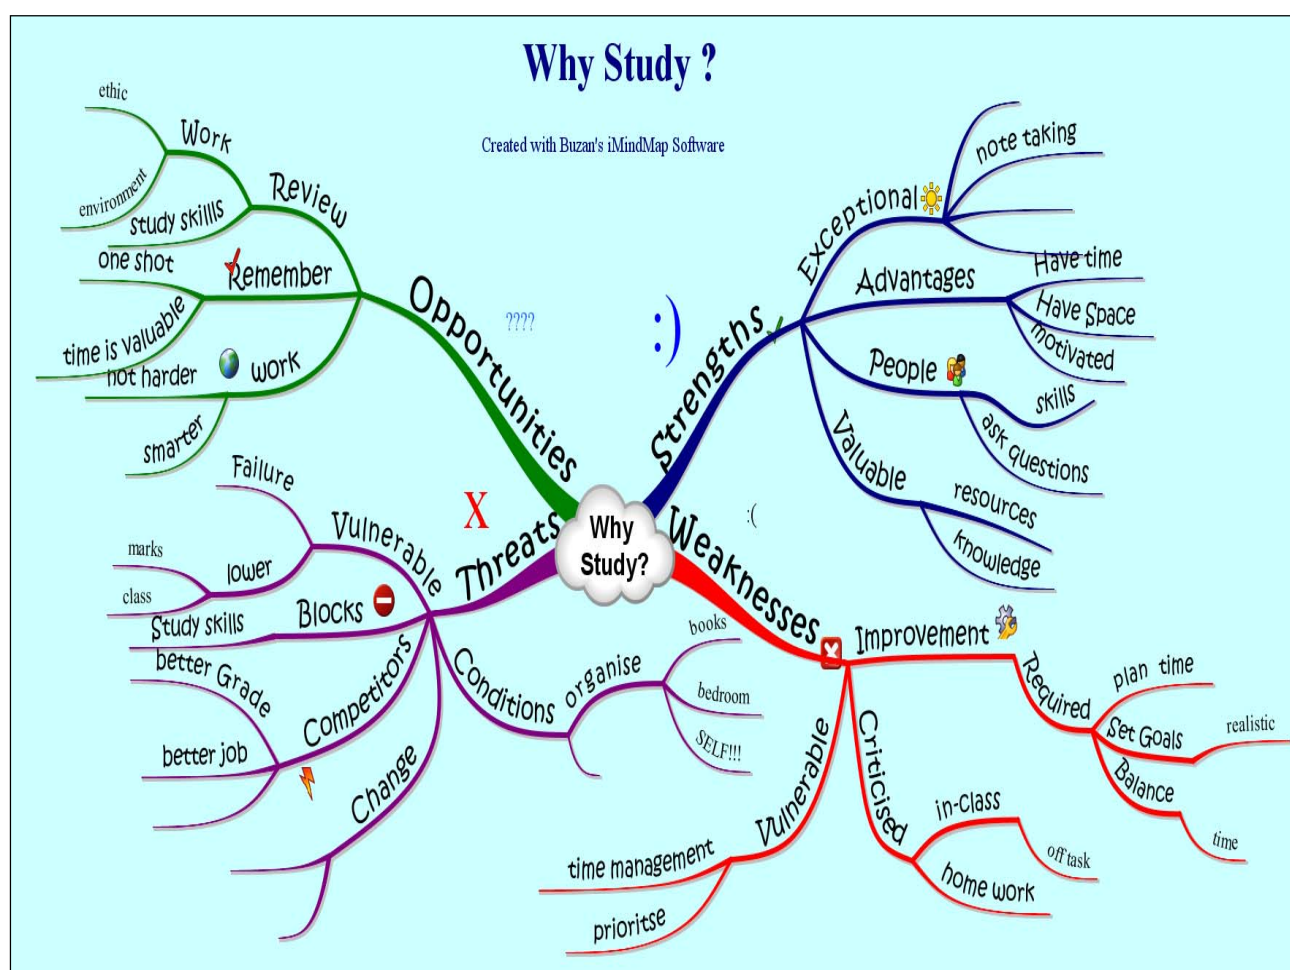 Why Study ?
Created with Buzan's iMindMap Software
Why
Study?
Opportunities
Review
Work
ethic
environment
study skillls
Remember
one shot
time is valuable
work
not harder
smarter
????
:)
Strengths
Exceptional
note taking
Advantages
Have time
Have Space
motivated
People
skills
ask questions
Valuable
resources
knowledge
X
Threats
Vulnerable
Failure
lower
marks
class
Blocks
Study skills
Competitors
better Grade
better job
Change
Conditions
organise
books
bedroom
SELF!!!
:(
Weaknesses
Improvement
Required
plan time
Set Goals
realistic
Balance
time
Criticised
in-class
off task
home work
Vulnerable
time management
prioritse